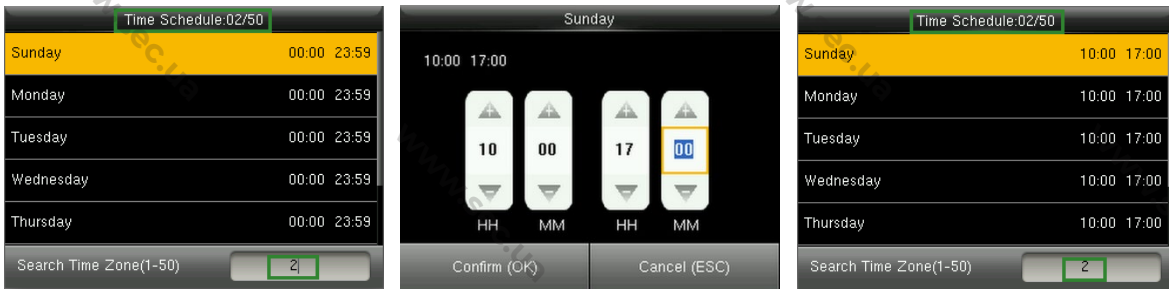 Time Schedule:02/50
Sunday 00:00 23:59
Monday 00:00 23:59
Tuesday 00:00 23:59
Wednesday 00:00 23:59
Thursday 00:00 23:59
Search Time Zone(1-50) 2
Sunday
10:00 17:00
10 00 17 00
HH MM HH MM
Confirm (OK) Cancel (ESC)
Time Schedule:02/50
Sunday 10:00 17:00
Monday 10:00 17:00
Tuesday 10:00 17:00
Wednesday 10:00 17:00
Thursday 10:00 17:00
Search Time Zone(1-50) 2